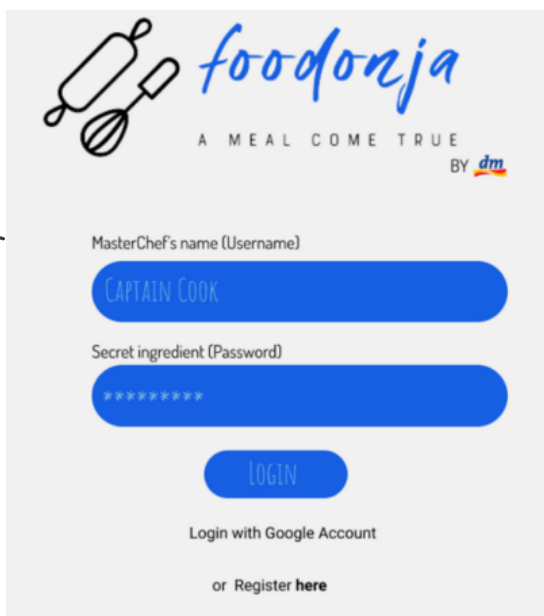 foodonja
A MEAL COME TRUE
BY dm
MasterChef's name (Username)
CAPTAIN COOK
Secret ingredient (Password)
*********
LOGIN
Login with Google Account
or Register here